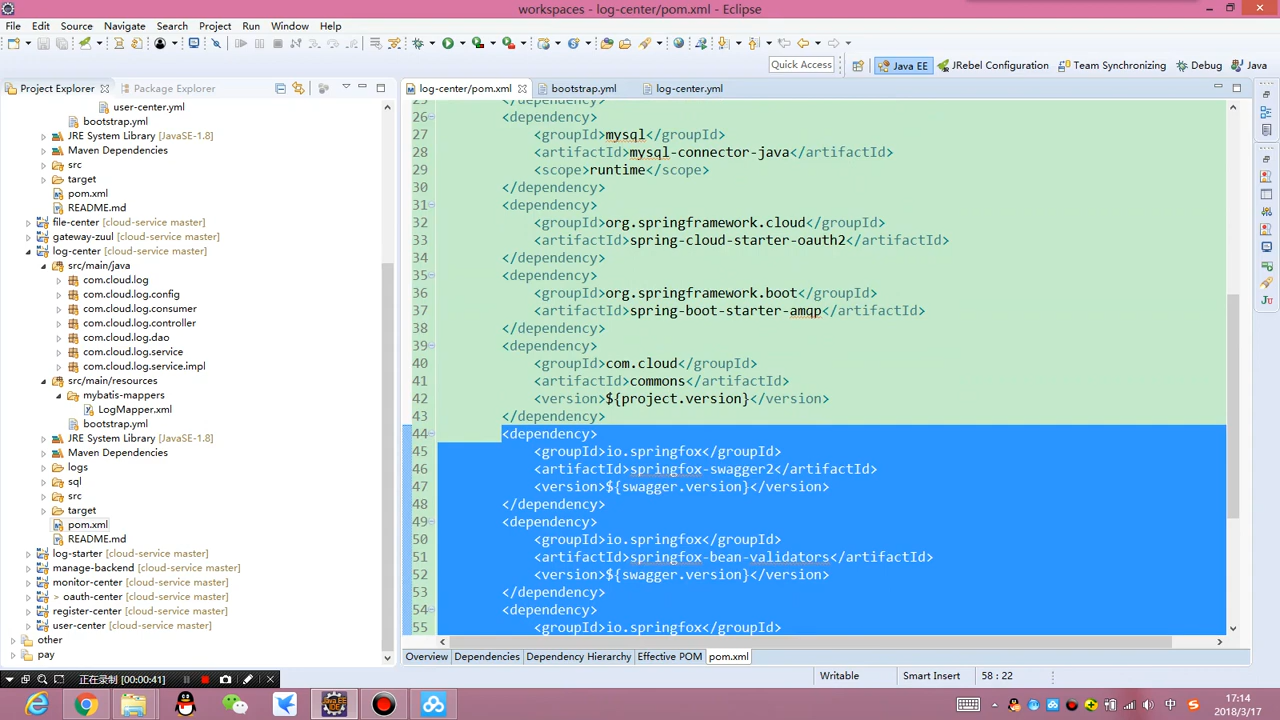 workspaces - log-center/pom.xml - Eclipse
File Edit Source Navigate Search Project Run Window Help
Quick Access
Java EE
JRebel Configuration
Team Synchronizing
Debug
Java
Project Explorer
Package Explorer
log-center/pom.xml
bootstrap.yml
log-center.yml
user-center.yml
bootstrap.yml
JRE System Library [JavaSE-1.8]
Maven Dependencies
src
target
pom.xml
README.md
file-center [cloud-service master]
gateway-zuul [cloud-service master]
log-center [cloud-service master]
src/main/java
com.cloud.log
com.cloud.log.config
com.cloud.log.consumer
com.cloud.log.controller
com.cloud.log.dao
com.cloud.log.service
com.cloud.log.service.impl
src/main/resources
mybatis-mappers
LogMapper.xml
bootstrap.yml
JRE System Library [JavaSE-1.8]
Maven Dependencies
logs
sql
src
target
pom.xml
README.md
log-starter [cloud-service master]
manage-backend [cloud-service master]
monitor-center [cloud-service master]
> oauth-center [cloud-service master]
register-center [cloud-service master]
user-center [cloud-service master]
other
pay
25 </dependency>
26 <dependency>
27 <groupId>mysql</groupId>
28 <artifactId>mysql-connector-java</artifactId>
29 <scope>runtime</scope>
30 </dependency>
31 <dependency>
32 <groupId>org.springframework.cloud</groupId>
33 <artifactId>spring-cloud-starter-oauth2</artifactId>
34 </dependency>
35 <dependency>
36 <groupId>org.springframework.boot</groupId>
37 <artifactId>spring-boot-starter-amqp</artifactId>
38 </dependency>
39 <dependency>
40 <groupId>com.cloud</groupId>
41 <artifactId>commons</artifactId>
42 <version>${project.version}</version>
43 </dependency>
44 <dependency>
45 <groupId>io.springfox</groupId>
46 <artifactId>springfox-swagger2</artifactId>
47 <version>${swagger.version}</version>
48 </dependency>
49 <dependency>
50 <groupId>io.springfox</groupId>
51 <artifactId>springfox-bean-validators</artifactId>
52 <version>${swagger.version}</version>
53 </dependency>
54 <dependency>
55 <groupId>io.springfox</groupId>
Overview Dependencies Dependency Hierarchy Effective POM pom.xml
Writable
Smart Insert
58 : 22
正在录制 [00:00:41]
中
17:14
2018/3/17